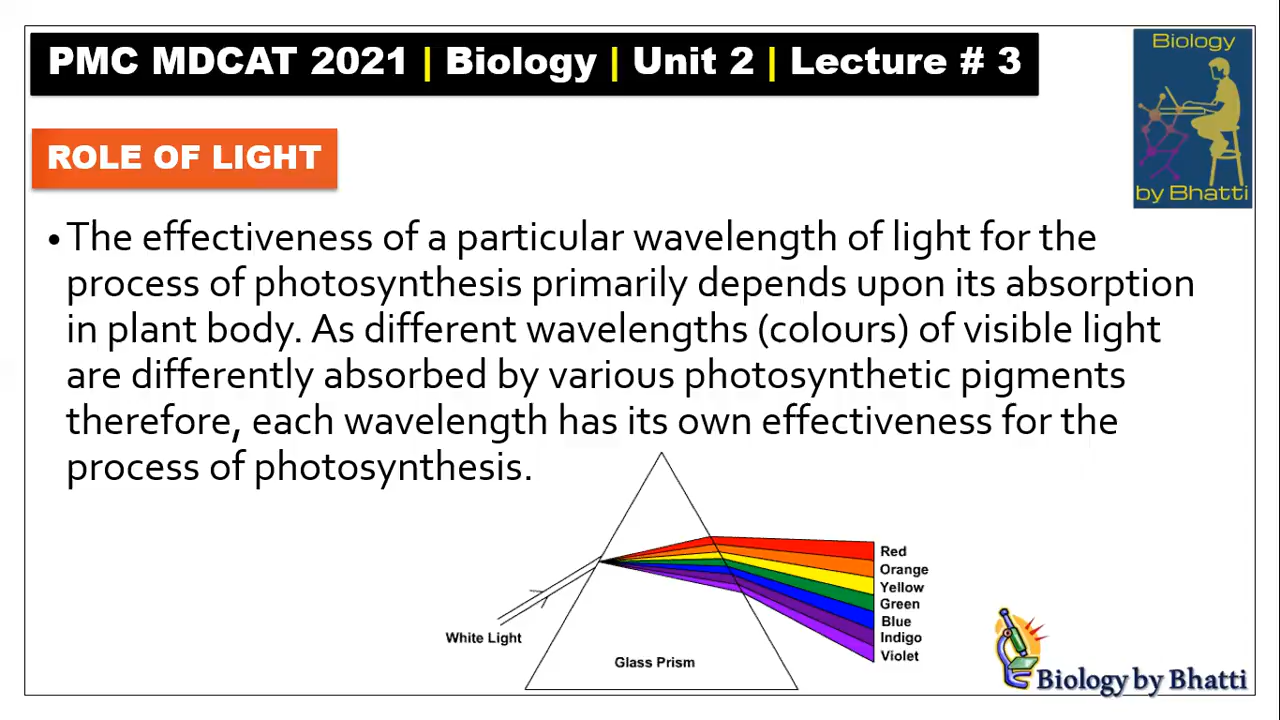 PMC MDCAT 2021 | Biology | Unit 2 | Lecture # 3
Biology
by Bhatti
ROLE OF LIGHT
• The effectiveness of a particular wavelength of light for the
process of photosynthesis primarily depends upon its absorption
in plant body. As different wavelengths (colours) of visible light
are differently absorbed by various photosynthetic pigments
therefore, each wavelength has its own effectiveness for the
process of photosynthesis.
Red
Orange
Yellow
Green
Blue
Indigo
Violet
White Light
Glass Prism
Biology by Bhatti